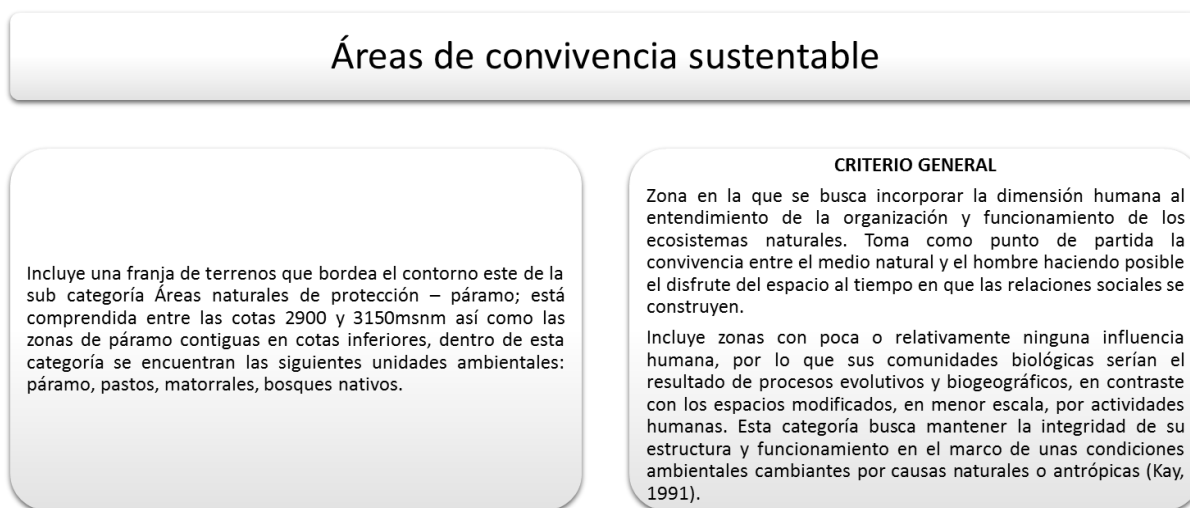 Áreas de convivencia sustentable
Incluye una franja de terrenos que bordea el contorno este de la
sub categoría Áreas naturales de protección – páramo; está
comprendida entre las cotas 2900 y 3150msnm así como las
zonas de páramo contiguas en cotas inferiores, dentro de esta
categoría se encuentran las siguientes unidades ambientales:
páramo, pastos, matorrales, bosques nativos.
CRITERIO GENERAL
Zona en la que se busca incorporar la dimensión humana al
entendimiento de la organización y funcionamiento de los
ecosistemas naturales. Toma como punto de partida la
convivencia entre el medio natural y el hombre haciendo posible
el disfrute del espacio al tiempo en que las relaciones sociales se
construyen.
Incluye zonas con poca o relativamente ninguna influencia
humana, por lo que sus comunidades biológicas serían el
resultado de procesos evolutivos y biogeográficos, en contraste
con los espacios modificados, en menor escala, por actividades
humanas. Esta categoría busca mantener la integridad de su
estructura y funcionamiento en el marco de unas condiciones
ambientales cambiantes por causas naturales o antrópicas (Kay,
1991).